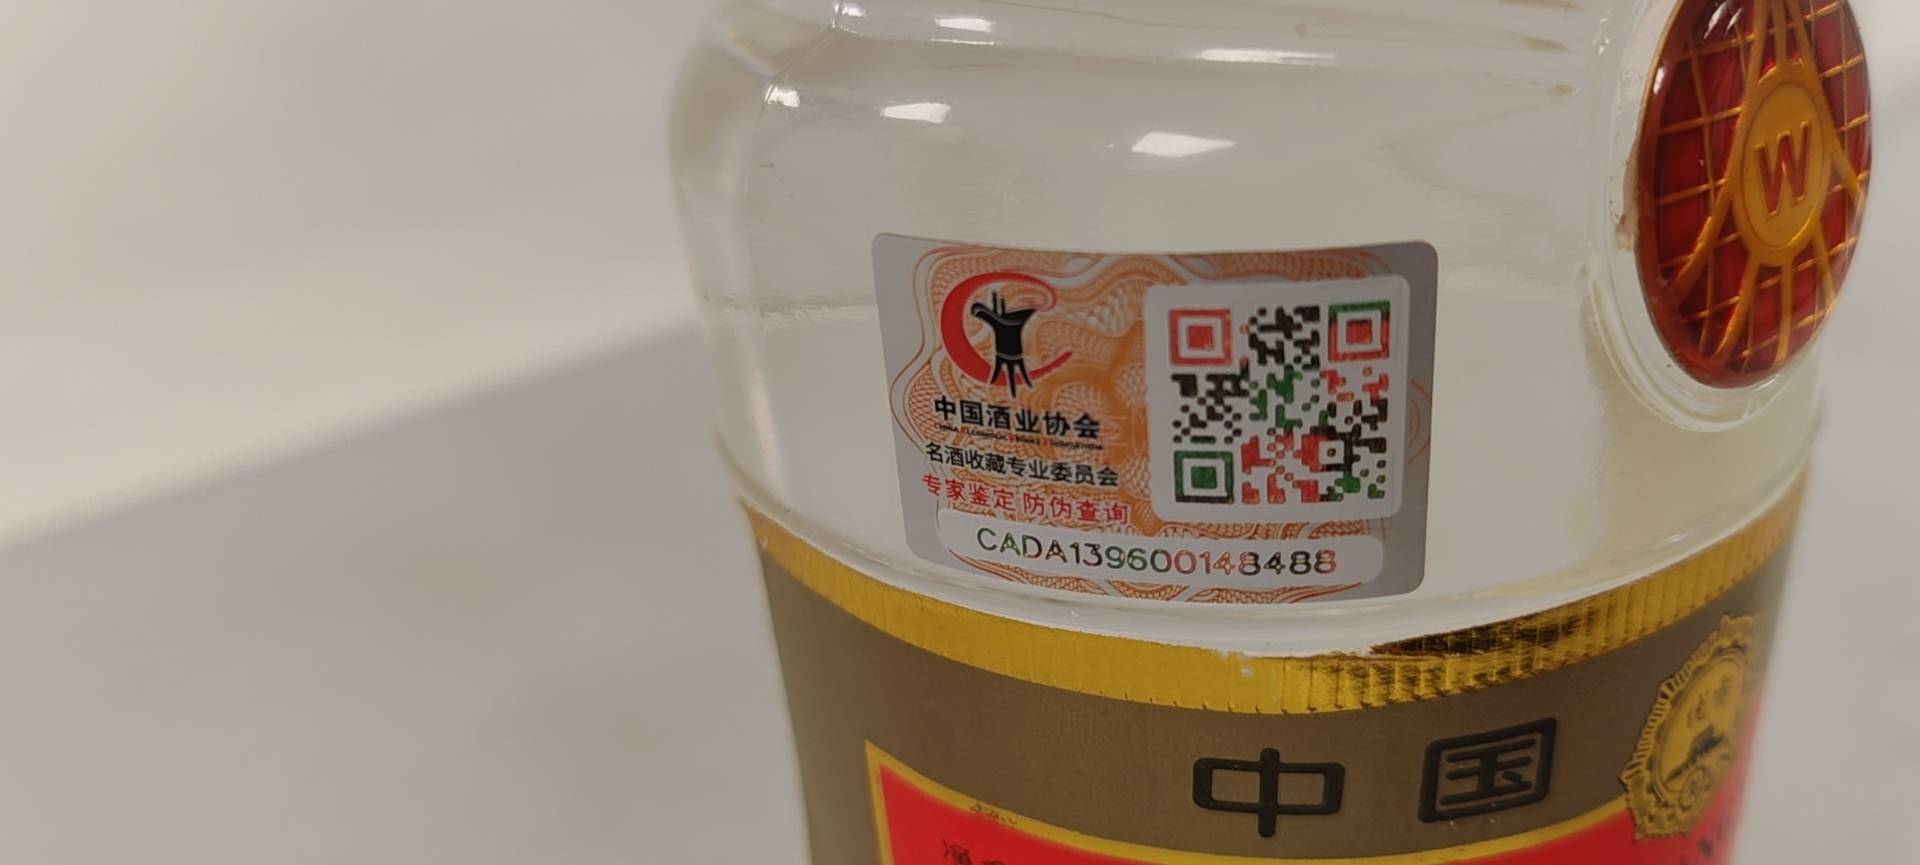 W
中国酒业协会
名酒收藏专业委员会
专家鉴定 防伪查询
CADA139600148488
中国